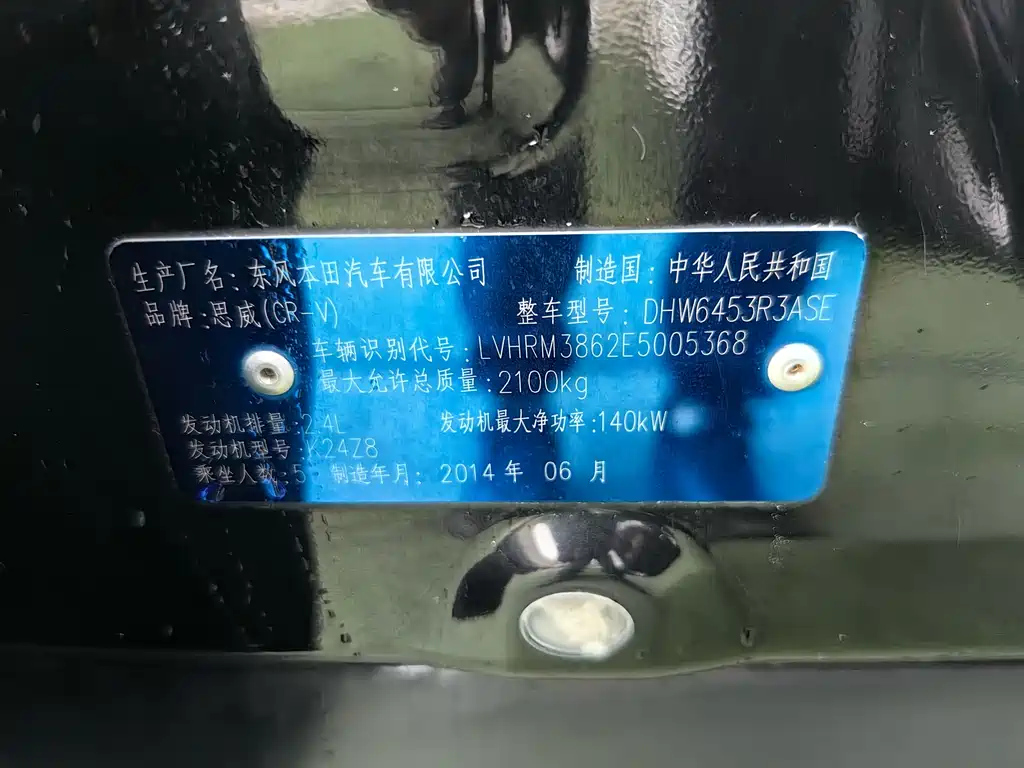 生产厂名：东风本田汽车有限公司 制造国：中华人民共和国
品牌：思威(CR-V) 整车型号：DHW6453R3ASE
车辆识别代号：LVHRM3862E5005368
最大允许总质量：2100kg
发动机排量：2.4L 发动机最大净功率：140kW
发动机型号：K24Z8
乘坐人数：5 制造年月：2014 年 06 月